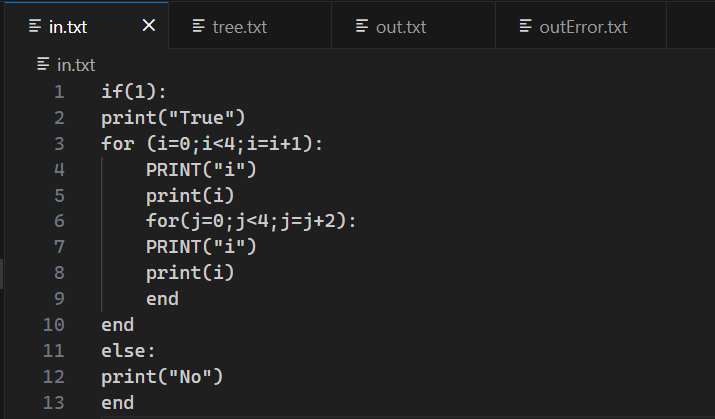 in.txt × tree.txt out.txt outError.txt
in.txt
1 if(1):
2 print("True")
3 for (i=0;i<4;i=i+1):
4 PRINT("i")
5 print(i)
6 for(j=0;j<4;j=j+2):
7 PRINT("i")
8 print(i)
9 end
10 end
11 else:
12 print("No")
13 end